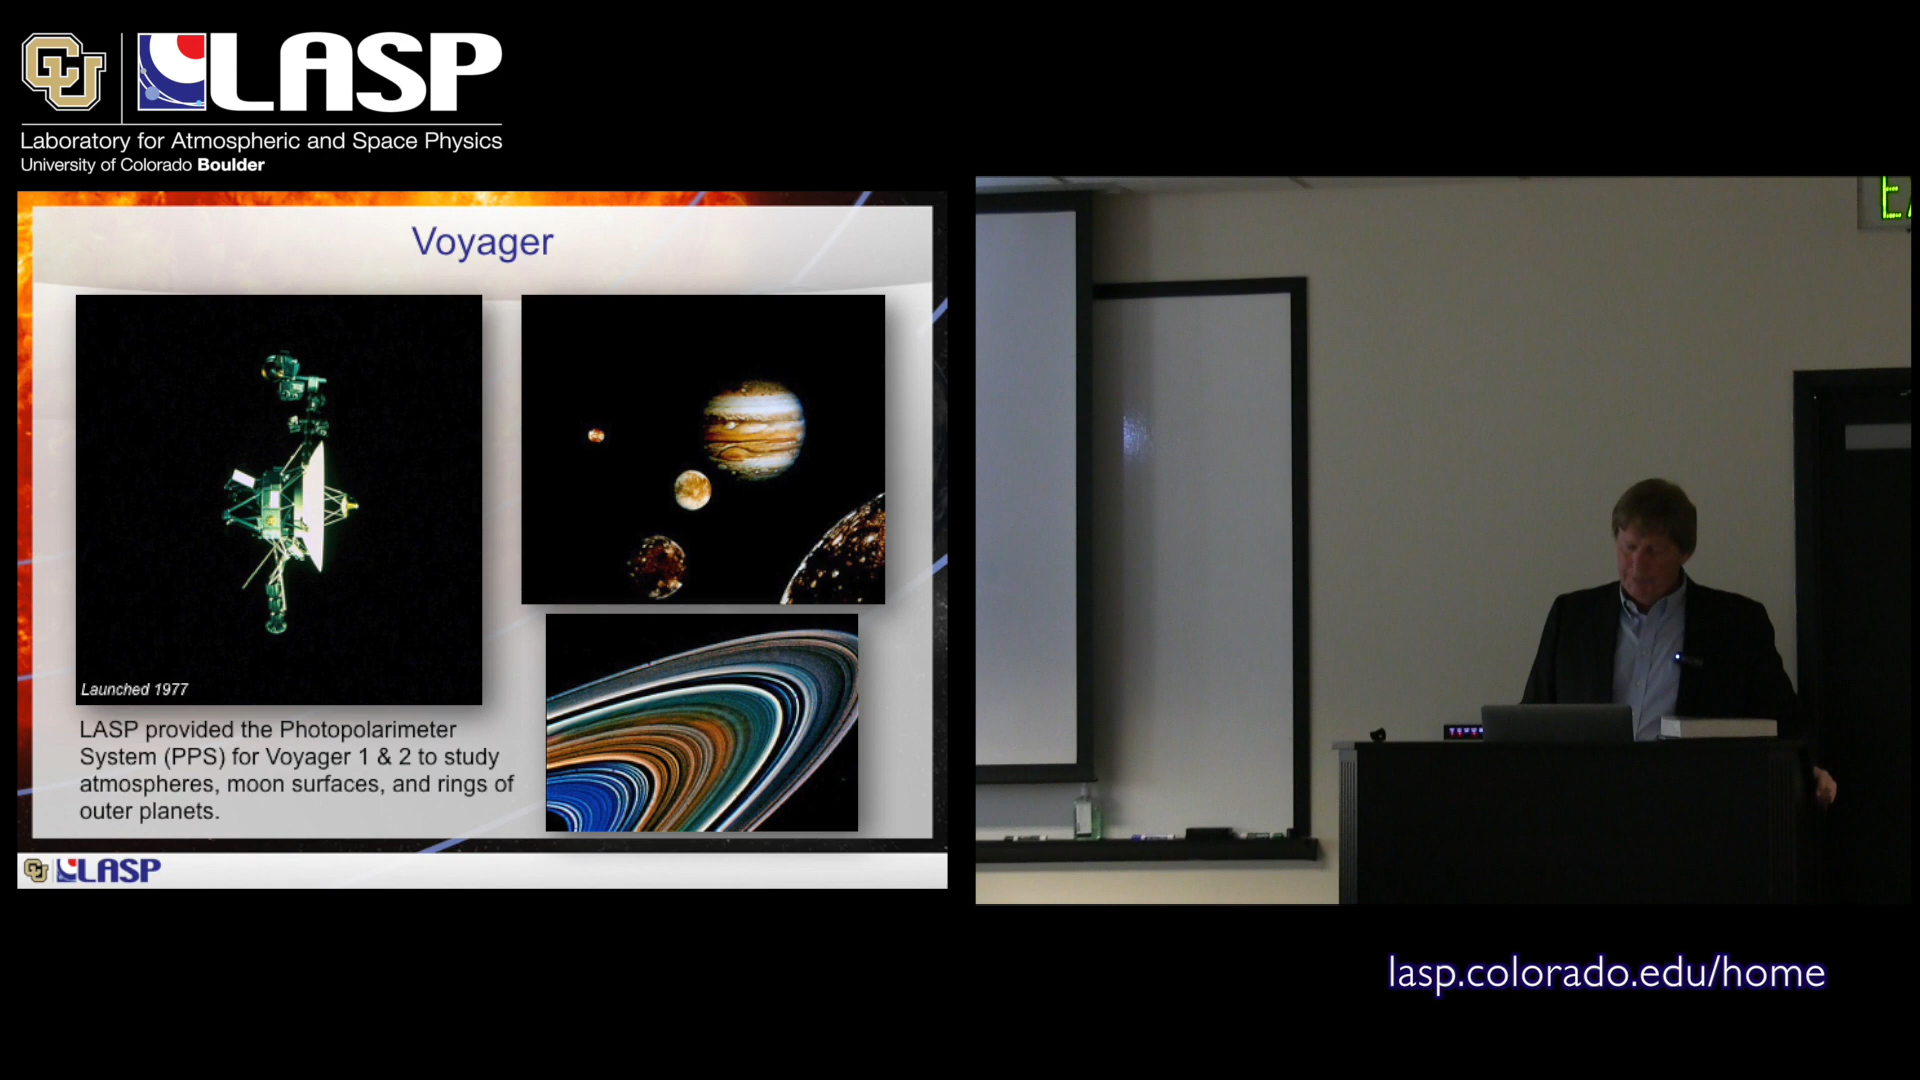 CU LASP
Laboratory for Atmospheric and Space Physics
University of Colorado Boulder
Voyager
Launched 1977
LASP provided the Photopolarimeter
System (PPS) for Voyager 1 & 2 to study
atmospheres, moon surfaces, and rings of
outer planets.
CU LASP
lasp.colorado.edu/home